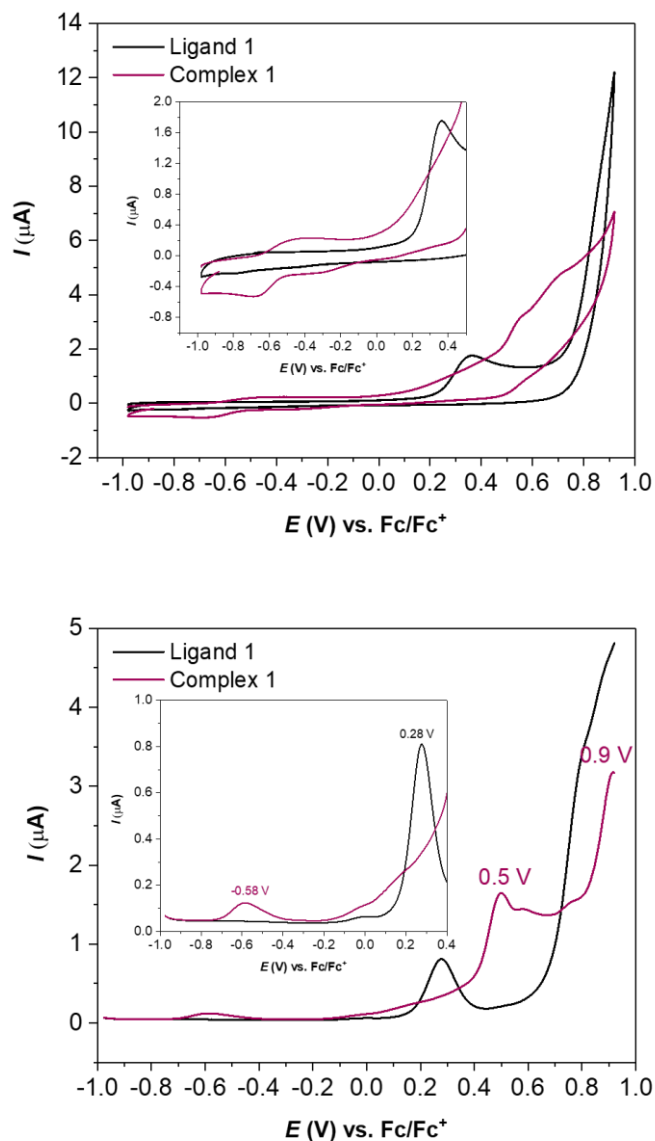 Ligand 1
Complex 1
14
12
10
8
6
4
2
0
-2
I (μA)
2.0
1.6
1.2
0.8
0.4
0.0
-0.4
-0.8
I (μA)
-1.0 -0.8 -0.6 -0.4 -0.2 0.0 0.2 0.4
E (V) vs. Fc/Fc⁺
-1.0 -0.8 -0.6 -0.4 -0.2 0.0 0.2 0.4 0.6 0.8 1.0
E (V) vs. Fc/Fc⁺
Ligand 1
Complex 1
5
4
3
2
1
0
I (μA)
1.0
0.8
0.6
0.4
0.2
0.0
I (μA)
0.28 V
-0.58 V
-1.0 -0.8 -0.6 -0.4 -0.2 0.0 0.2 0.4
E (V) vs. Fc/Fc⁺
0.9 V
0.5 V
-1.0 -0.8 -0.6 -0.4 -0.2 0.0 0.2 0.4 0.6 0.8 1.0
E (V) vs. Fc/Fc⁺